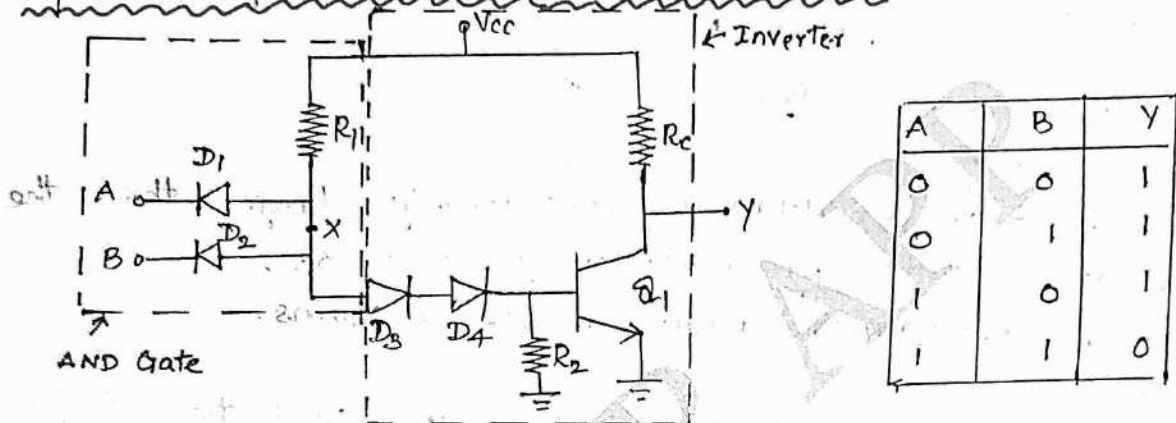 Vcc
← Inverter.
R1
Rc
D1
A
X
D2
B
Y
D3
D4
Q1
R2
AND Gate
A B Y
0 0 1
0 1 1
1 0 1
1 1 0